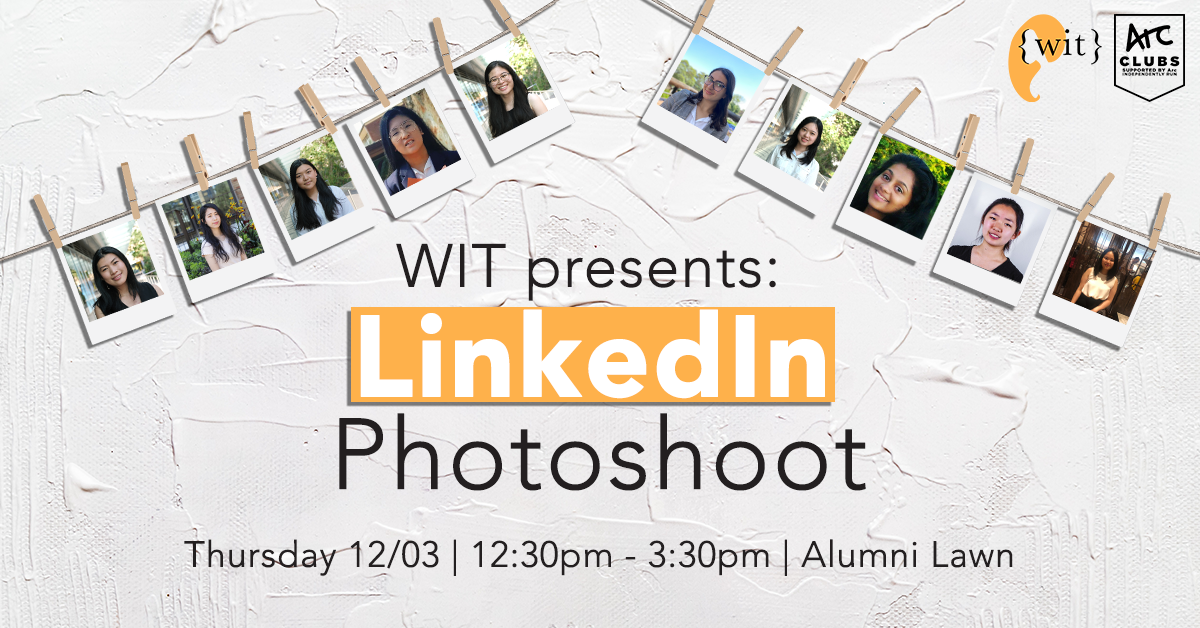 {wit}
Arc
CLUBS
SUPPORTED BY Arc
INDEPENDENTLY RUN
WIT presents:
LinkedIn
Photoshoot
Thursday 12/03 | 12:30pm - 3:30pm | Alumni Lawn